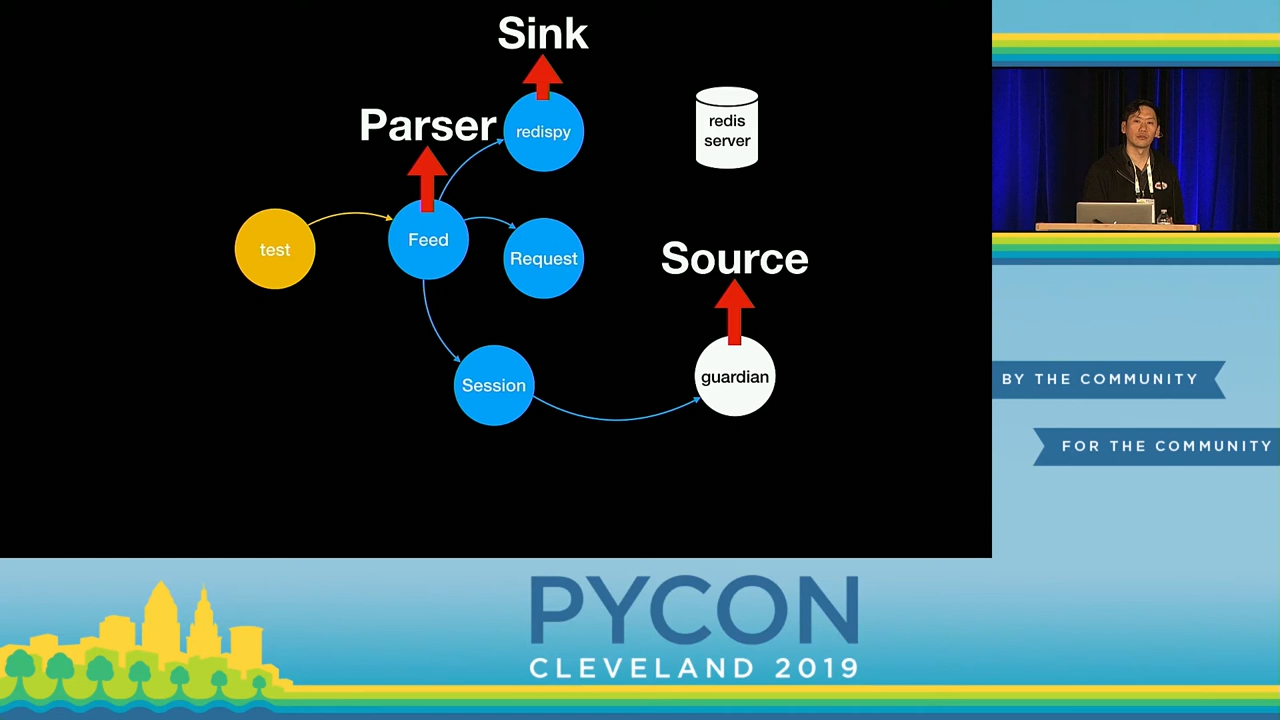 Sink
Parser
redispy
redis
server
test
Feed
Request
Source
Session
guardian
BY THE COMMUNITY
FOR THE COMMUNITY
PYCON
CLEVELAND 2019